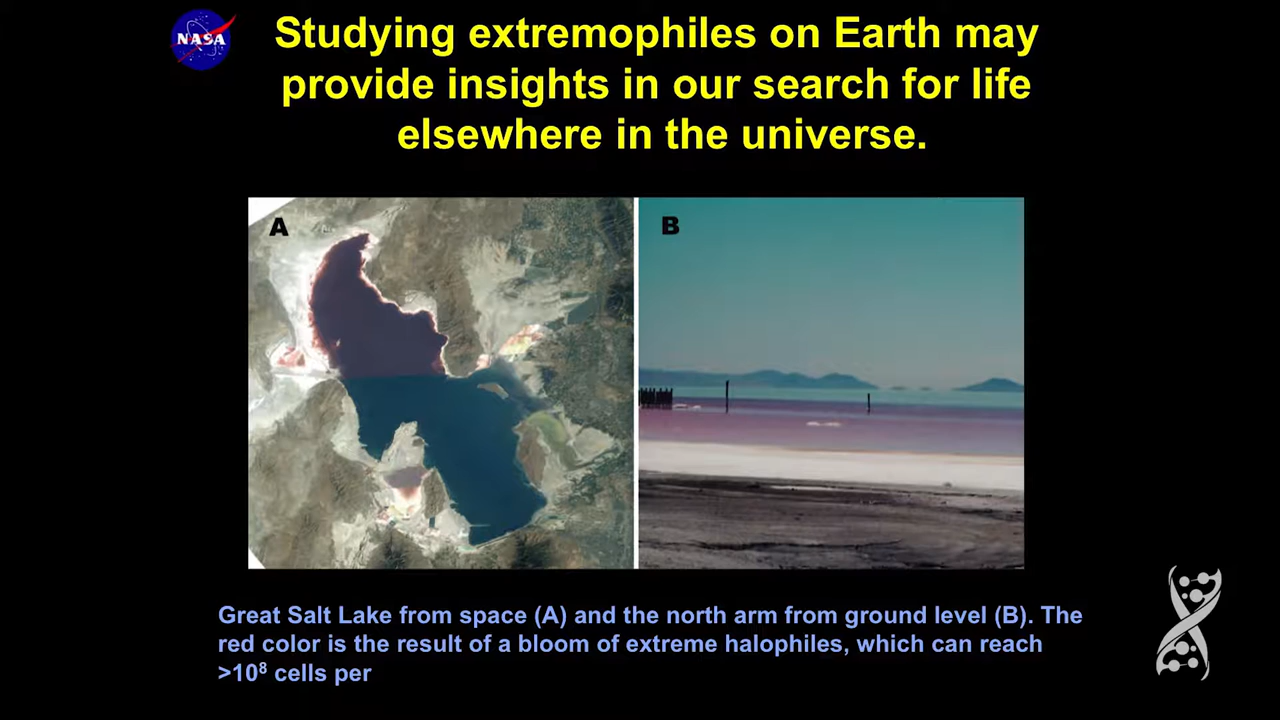 NASA
Studying extremophiles on Earth may
provide insights in our search for life
elsewhere in the universe.
A
B
Great Salt Lake from space (A) and the north arm from ground level (B). The
red color is the result of a bloom of extreme halophiles, which can reach
>10⁸ cells per